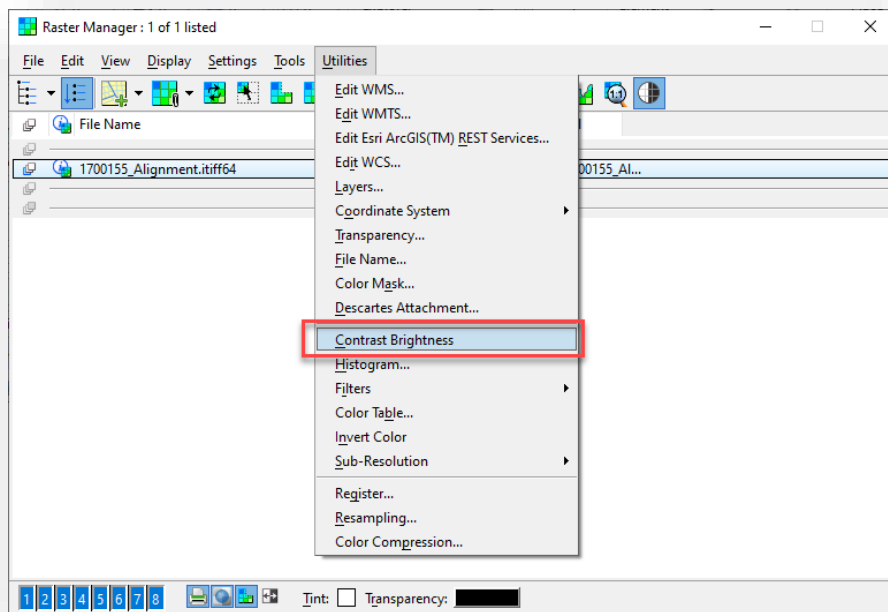 Raster Manager : 1 of 1 listed
File Edit View Display Settings Tools Utilities
File Name
1700155_Alignment.itiff64
00155_Al...
Edit WMS...
Edit WMTS...
Edit Esri ArcGIS(TM) REST Services...
Edit WCS...
Layers...
Coordinate System
Transparency...
File Name...
Color Mask...
Descartes Attachment...
Contrast Brightness
Histogram...
Filters
Color Table...
Invert Color
Sub-Resolution
Register...
Resampling...
Color Compression...
1 2 3 4 5 6 7 8 Tint: Transparency: